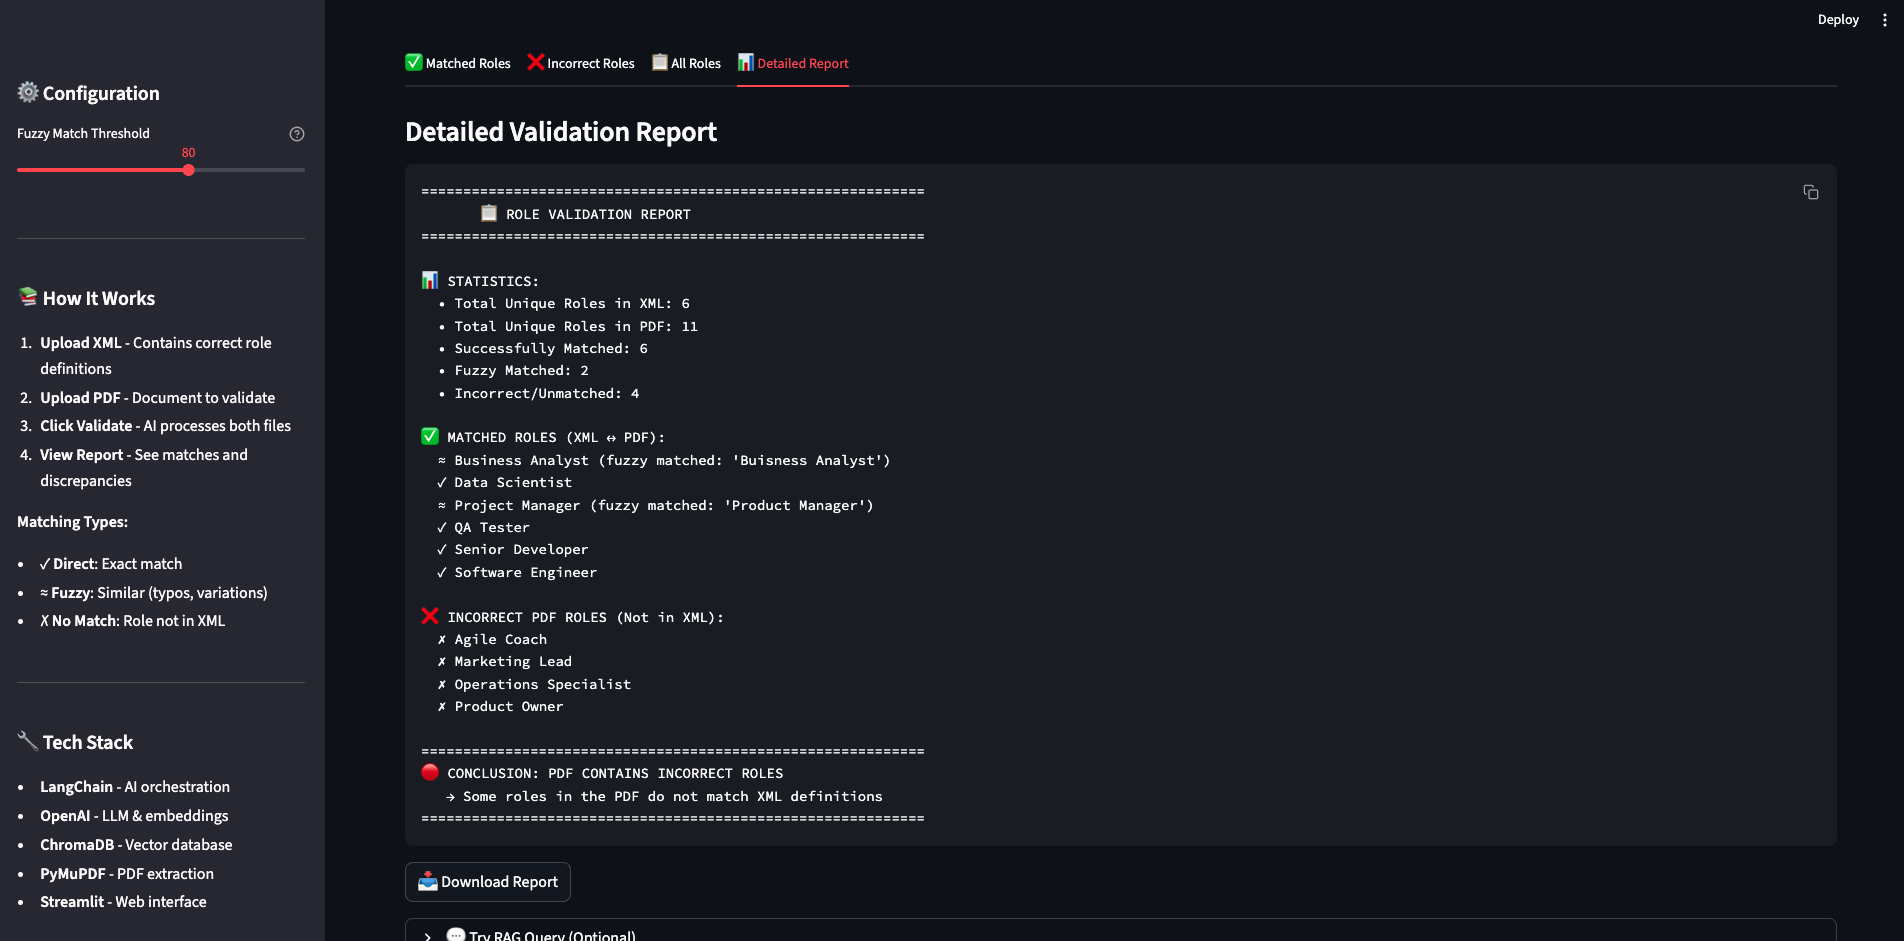 Deploy
Configuration
Fuzzy Match Threshold
80
How It Works
1. Upload XML - Contains correct role
definitions
2. Upload PDF - Document to validate
3. Click Validate - AI processes both files
4. View Report - See matches and
discrepancies
Matching Types:
• ✓ Direct: Exact match
• ≈ Fuzzy: Similar (typos, variations)
• ✗ No Match: Role not in XML
Tech Stack
• LangChain - AI orchestration
• OpenAI - LLM & embeddings
• ChromaDB - Vector database
• PyMuPDF - PDF extraction
• Streamlit - Web interface
✅ Matched Roles ❌ Incorrect Roles 📋 All Roles 📊 Detailed Report
Detailed Validation Report
============================================================
📋 ROLE VALIDATION REPORT
============================================================
📊 STATISTICS:
• Total Unique Roles in XML: 6
• Total Unique Roles in PDF: 11
• Successfully Matched: 6
• Fuzzy Matched: 2
• Incorrect/Unmatched: 4
✅ MATCHED ROLES (XML ↔ PDF):
≈ Business Analyst (fuzzy matched: 'Buisness Analyst')
✓ Data Scientist
≈ Project Manager (fuzzy matched: 'Product Manager')
✓ QA Tester
✓ Senior Developer
✓ Software Engineer
❌ INCORRECT PDF ROLES (Not in XML):
✗ Agile Coach
✗ Marketing Lead
✗ Operations Specialist
✗ Product Owner
============================================================
🔴 CONCLUSION: PDF CONTAINS INCORRECT ROLES
→ Some roles in the PDF do not match XML definitions
============================================================
📥 Download Report
💬 Try RAG Query (Optional)